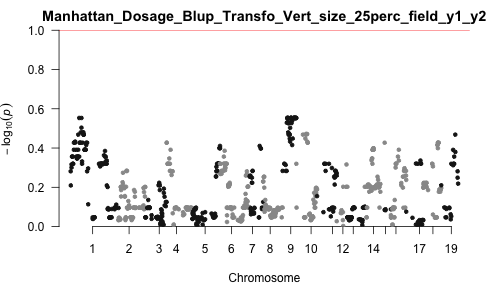 Manhattan_Dosage_Blup_Transfo_Vert_size_25perc_field_y1_y2
1.0
0.8
0.6
0.4
0.2
0.0
− log₁₀(p)
1 2 3 4 5 6 7 8 9 10 12 14 17 19
Chromosome